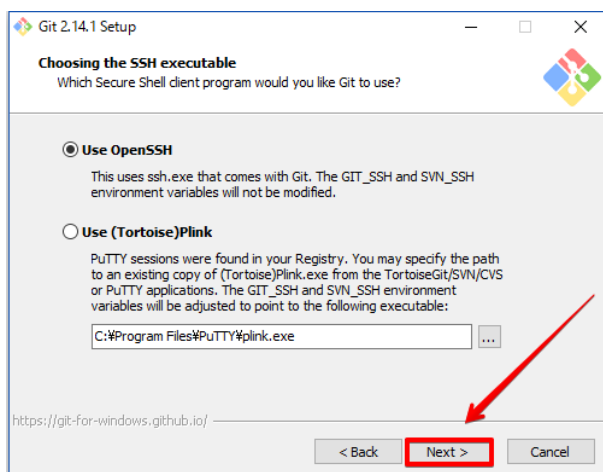 Git 2.14.1 Setup
Choosing the SSH executable
Which Secure Shell client program would you like Git to use?
Use OpenSSH
This uses ssh.exe that comes with Git. The GIT_SSH and SVN_SSH
environment variables will not be modified.
Use (Tortoise)Plink
PuTTY sessions were found in your Registry. You may specify the path
to an existing copy of (Tortoise)Plink.exe from the TortoiseGit/SVN/CVS
or PuTTY applications. The GIT_SSH and SVN_SSH environment
variables will be adjusted to point to the following executable:
C:¥Program Files¥PuTTY¥plink.exe
...
https://git-for-windows.github.io/
< Back Next > Cancel